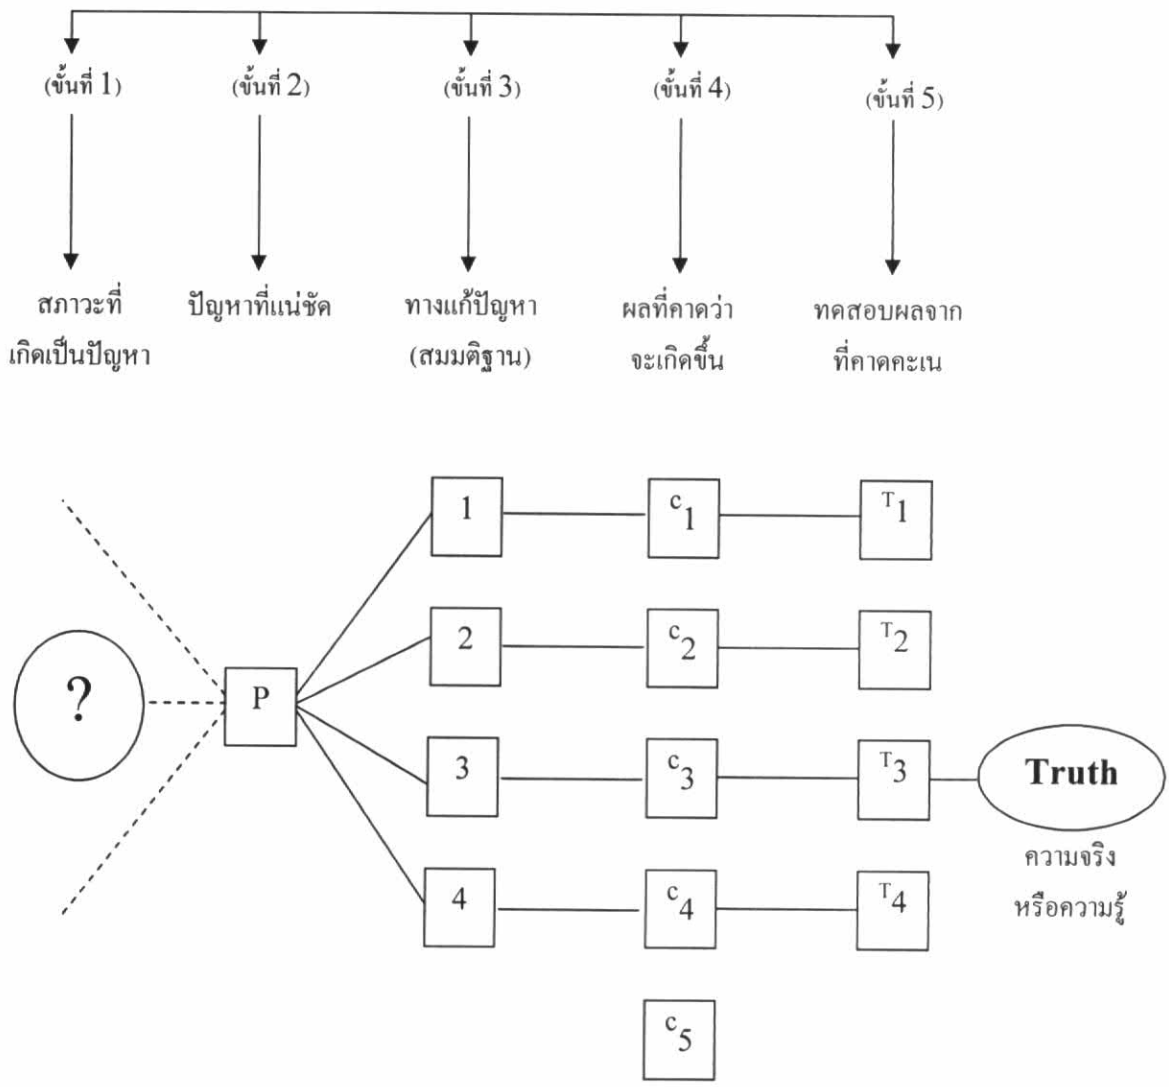 (ขั้นที่ 1)
(ขั้นที่ 2)
(ขั้นที่ 3)
(ขั้นที่ 4)
(ขั้นที่ 5)
สภาวะที่
เกิดเป็นปัญหา
ปัญหาที่แน่ชัด
ทางแก้ปัญหา
(สมมติฐาน)
ผลที่คาดว่า
จะเกิดขึ้น
ทดสอบผลจาก
ที่คาดคะเน
1
c1
T1
2
c2
T2
?
P
3
c3
T3
Truth
ความจริง
หรือความรู้
4
c4
T4
c5